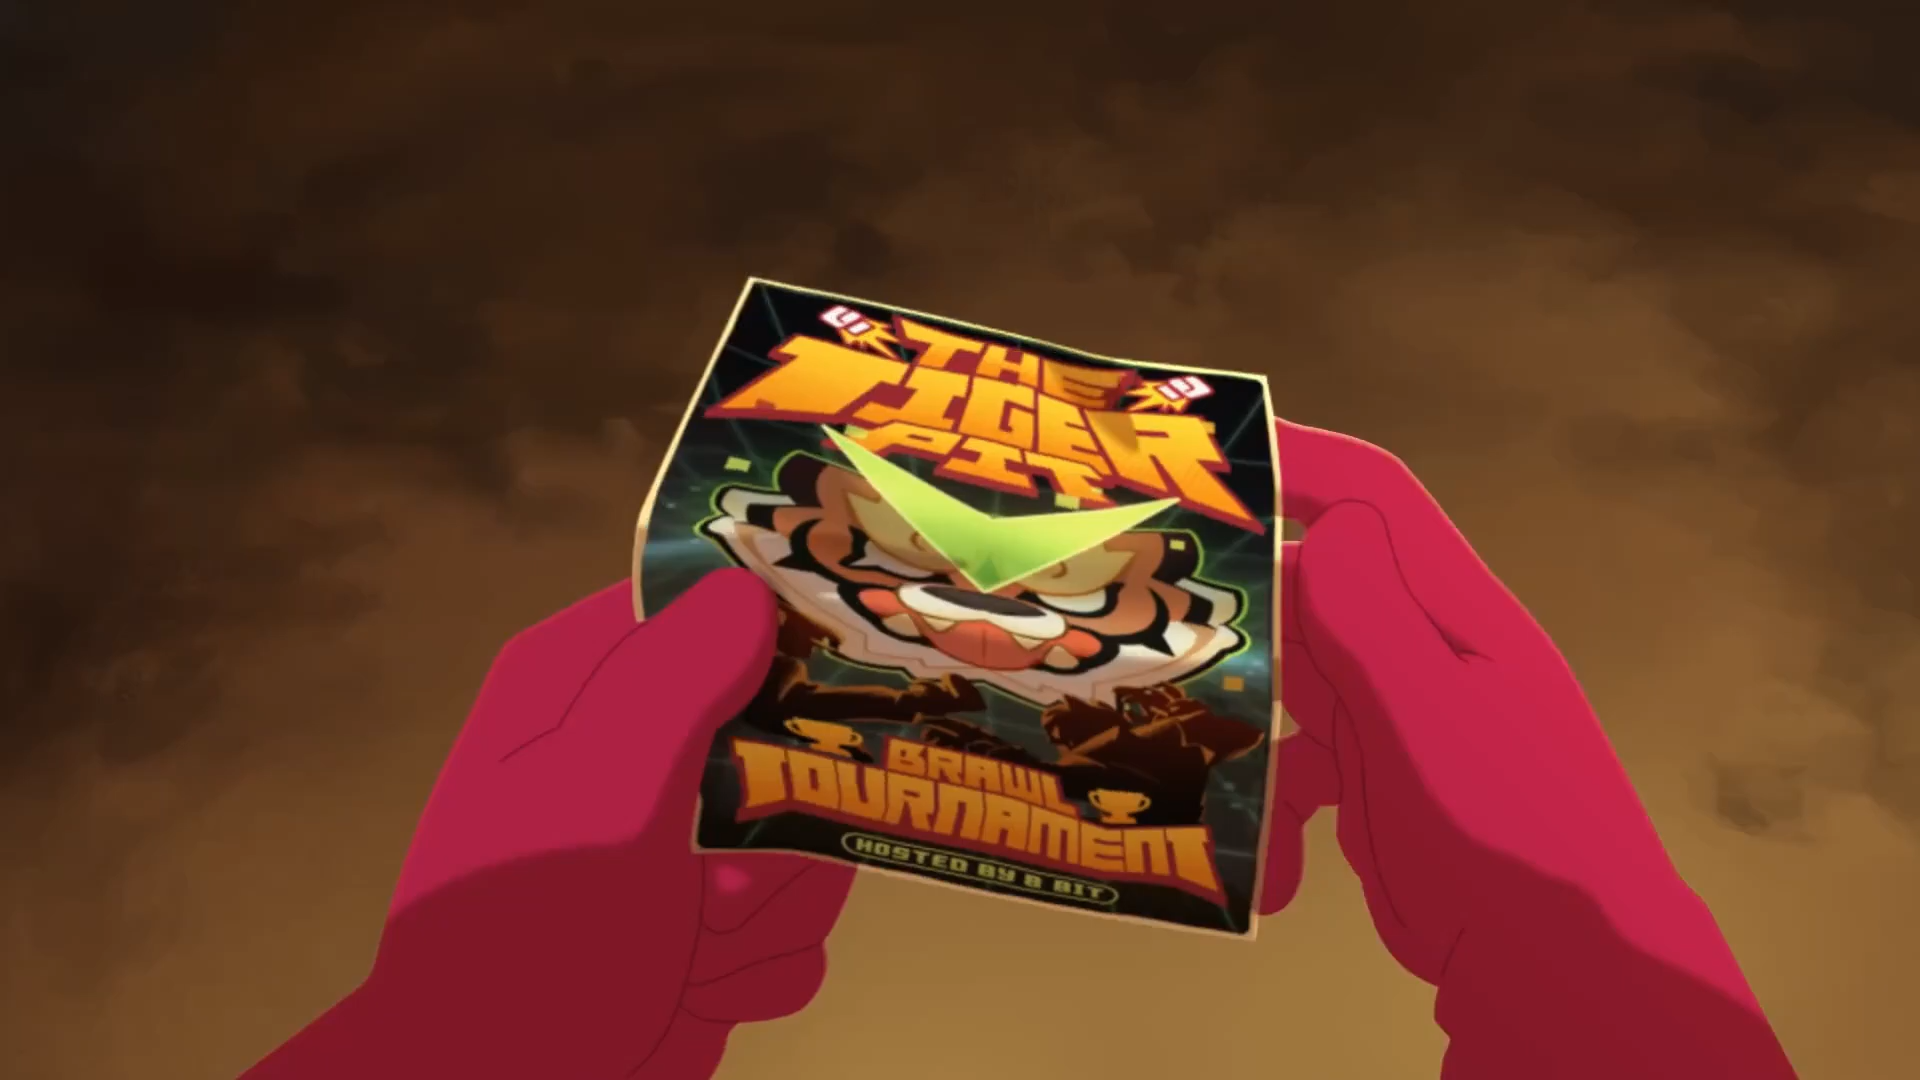 THE
TIGER
PIT
BRAWL
TOURNAMENT
HOSTED BY 8 BIT